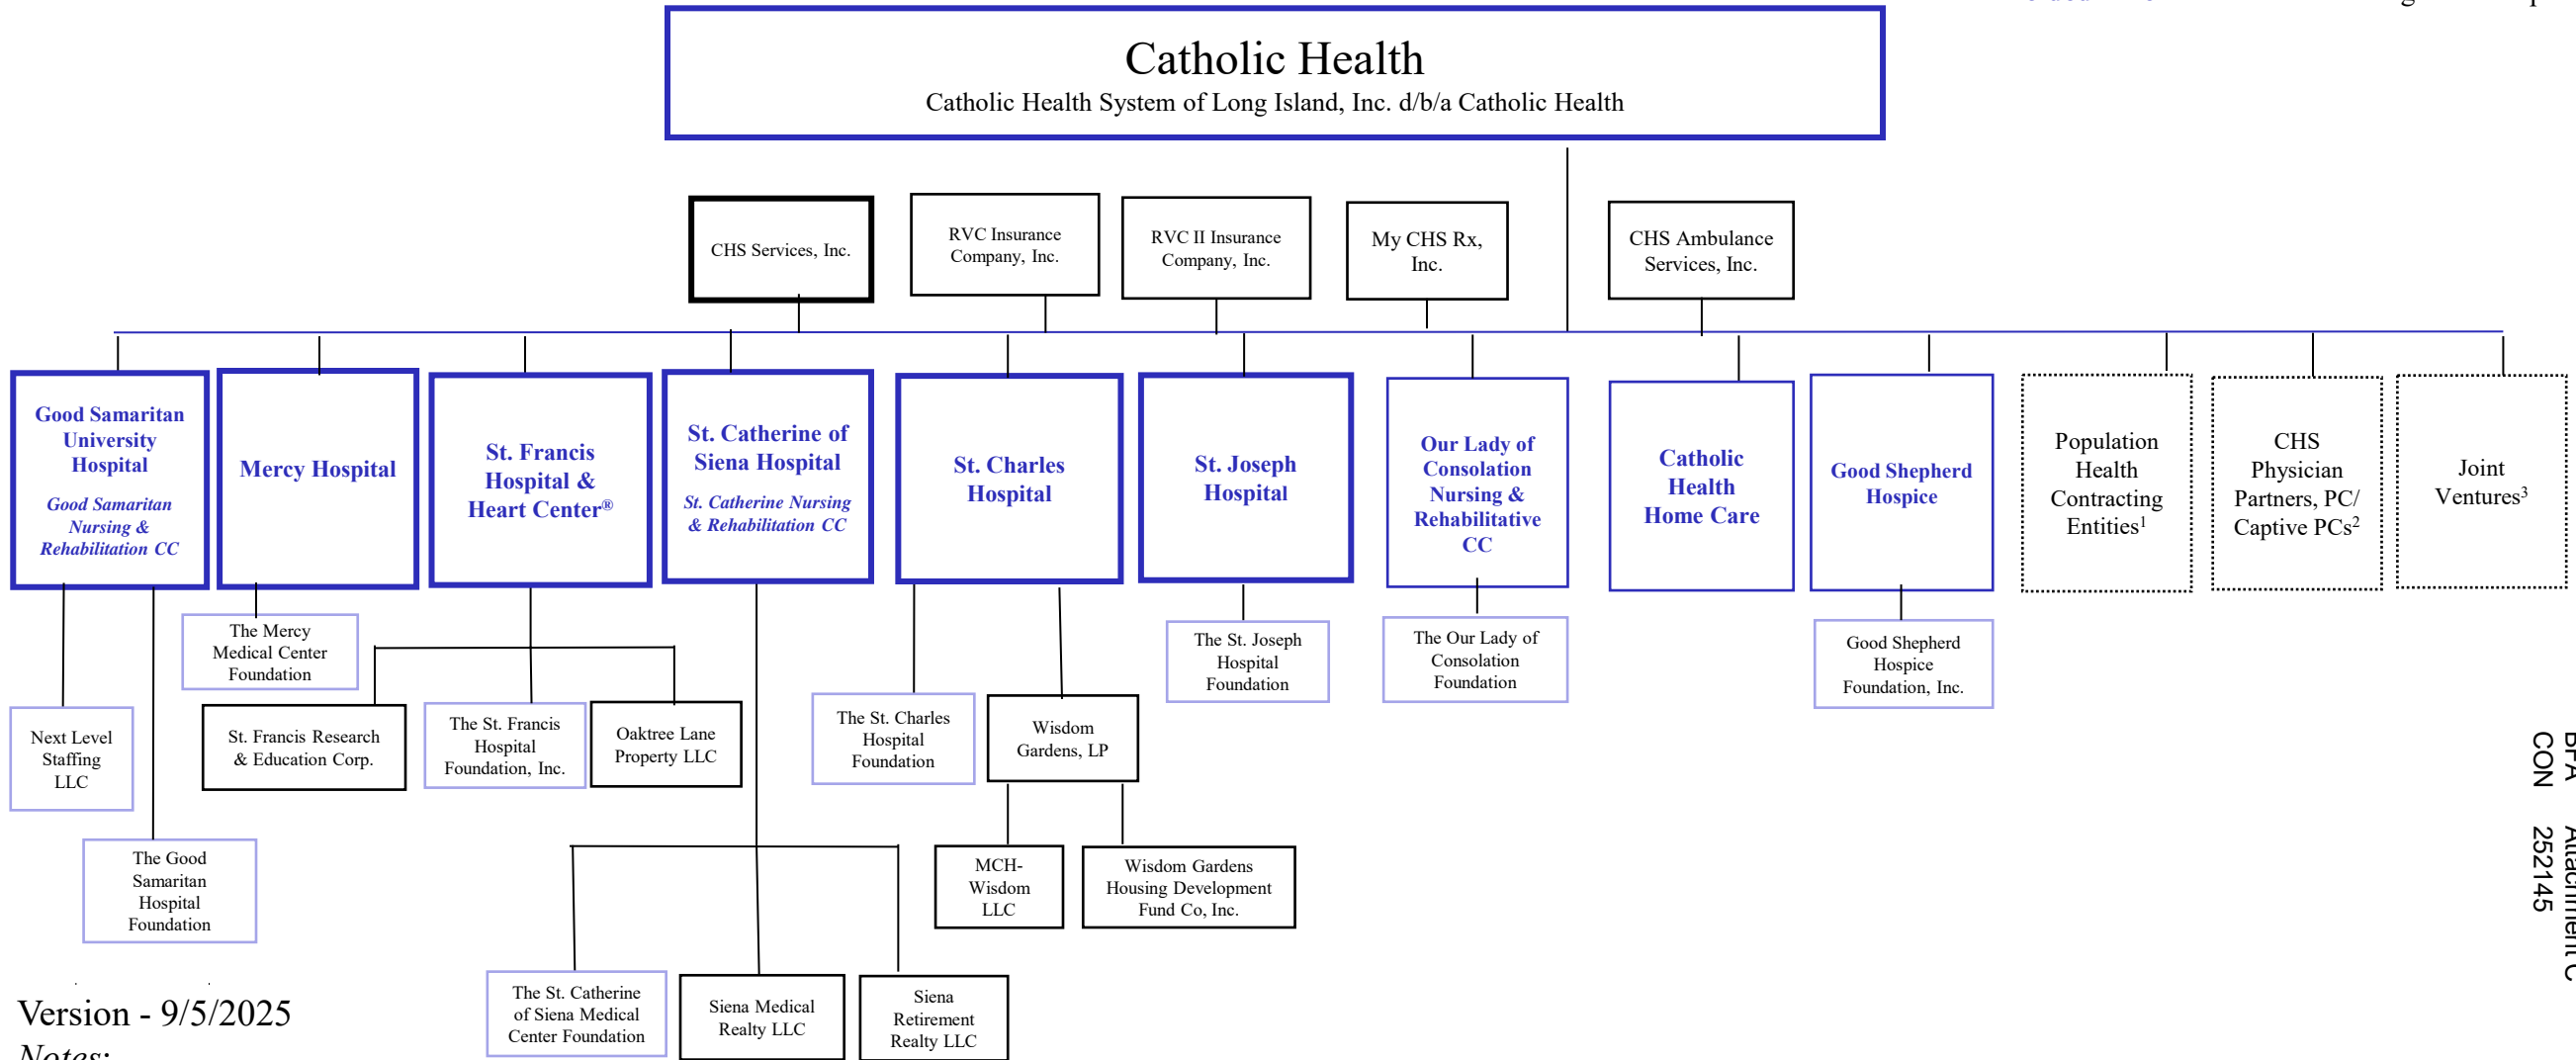 Catholic Health
Catholic Health System of Long Island, Inc. d/b/a Catholic Health
CHS Services, Inc.
RVC Insurance
Company, Inc.
RVC II Insurance
Company, Inc.
My CHS Rx,
Inc.
CHS Ambulance
Services, Inc.
Good Samaritan
University
Hospital
Good Samaritan
Nursing &
Rehabilitation CC
Mercy Hospital
St. Francis
Hospital &
Heart Center®
St. Catherine of
Siena Hospital
St. Catherine Nursing
& Rehabilitation CC
St. Charles
Hospital
St. Joseph
Hospital
Our Lady of
Consolation
Nursing &
Rehabilitative
CC
Catholic
Health
Home Care
Good Shepherd
Hospice
Population
Health
Contracting
Entities¹
CHS
Physician
Partners, PC/
Captive PCs²
Joint
Ventures³
The Mercy
Medical Center
Foundation
The St. Joseph
Hospital
Foundation
The Our Lady of
Consolation
Foundation
Good Shepherd
Hospice
Foundation, Inc.
Next Level
Staffing
LLC
St. Francis Research
& Education Corp.
The St. Francis
Hospital
Foundation, Inc.
Oaktree Lane
Property LLC
The St. Charles
Hospital
Foundation
Wisdom
Gardens, LP
The Good
Samaritan
Hospital
Foundation
MCH-
Wisdom
LLC
Wisdom Gardens
Housing Development
Fund Co, Inc.
The St. Catherine
of Siena Medical
Center Foundation
Siena Medical
Realty LLC
Siena
Retirement
Realty LLC
BFA Attachment C
CON 252145
Version - 9/5/2025
Notes: